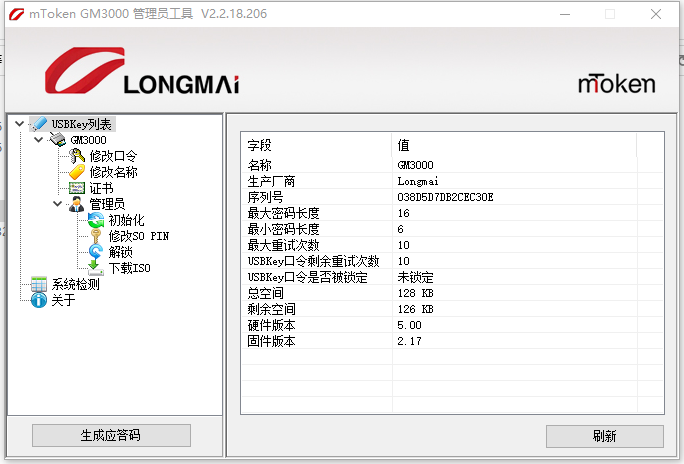 mToken GM3000 管理员工具 V2.2.18.206
LONGMAi
mToken
USBKey列表
GM3000
修改口令
修改名称
证书
管理员
初始化
修改SO PIN
解锁
下载ISO
系统检测
关于
生成应答码
字段 值
名称 GM3000
生产厂商 Longmai
序列号 038D5D7DB2CEC30E
最大密码长度 16
最小密码长度 6
最大重试次数 10
USBKey口令剩余重试次数 10
USBKey口令是否被锁定 未锁定
总空间 128 KB
剩余空间 126 KB
硬件版本 5.00
固件版本 2.17
刷新